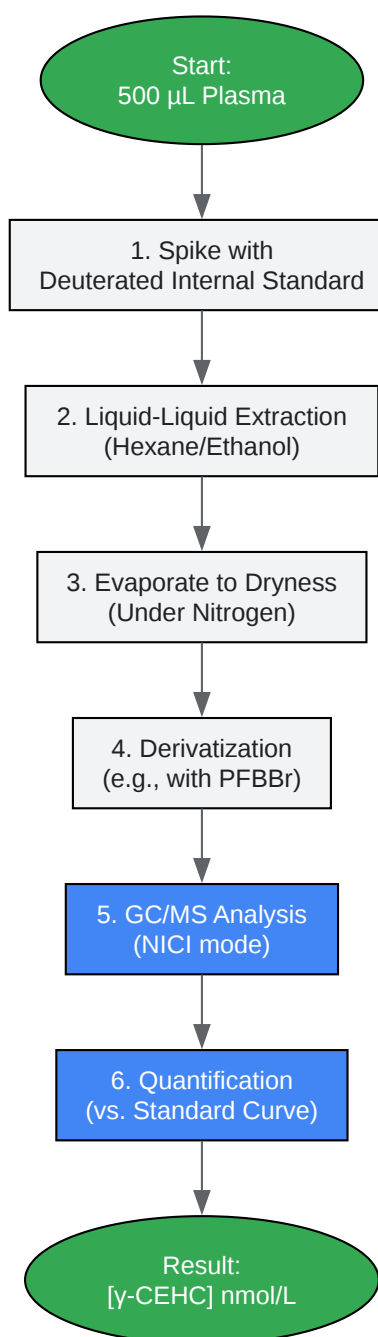 Start:
500 µL Plasma
1. Spike with
Deuterated Internal Standard
2. Liquid-Liquid Extraction
(Hexane/Ethanol)
3. Evaporate to Dryness
(Under Nitrogen)
4. Derivatization
(e.g., with PFBBr)
5. GC/MS Analysis
(NICI mode)
6. Quantification
(vs. Standard Curve)
Result:
[γ-CEHC] nmol/L